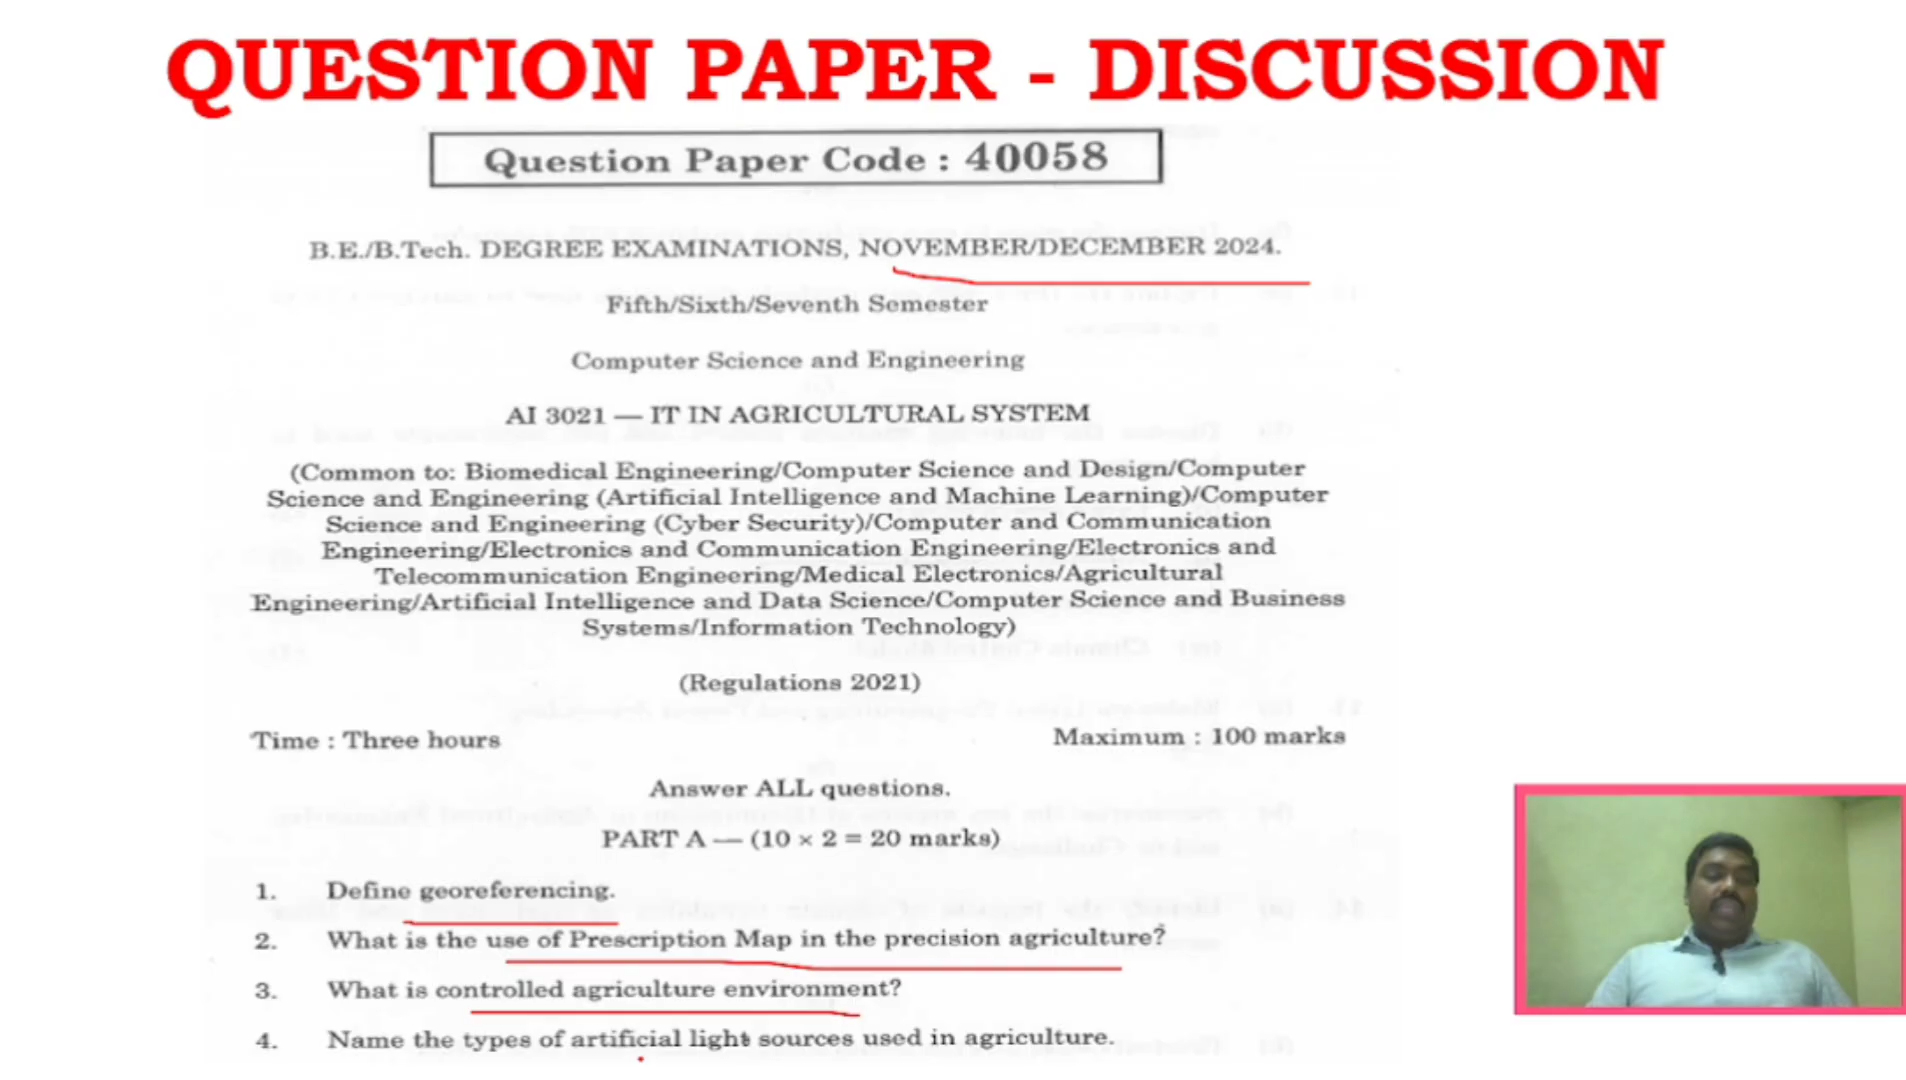 QUESTION PAPER - DISCUSSION
Question Paper Code : 40058
B.E./B.Tech. DEGREE EXAMINATIONS, NOVEMBER/DECEMBER 2024.
Fifth/Sixth/Seventh Semester
Computer Science and Engineering
AI 3021 — IT IN AGRICULTURAL SYSTEM
(Common to: Biomedical Engineering/Computer Science and Design/Computer
Science and Engineering (Artificial Intelligence and Machine Learning)/Computer
Science and Engineering (Cyber Security)/Computer and Communication
Engineering/Electronics and Communication Engineering/Electronics and
Telecommunication Engineering/Medical Electronics/Agricultural
Engineering/Artificial Intelligence and Data Science/Computer Science and Business
Systems/Information Technology)
(Regulations 2021)
Time : Three hours Maximum : 100 marks
Answer ALL questions.
PART A — (10 × 2 = 20 marks)
1. Define georeferencing.
2. What is the use of Prescription Map in the precision agriculture?
3. What is controlled agriculture environment?
4. Name the types of artificial light sources used in agriculture.